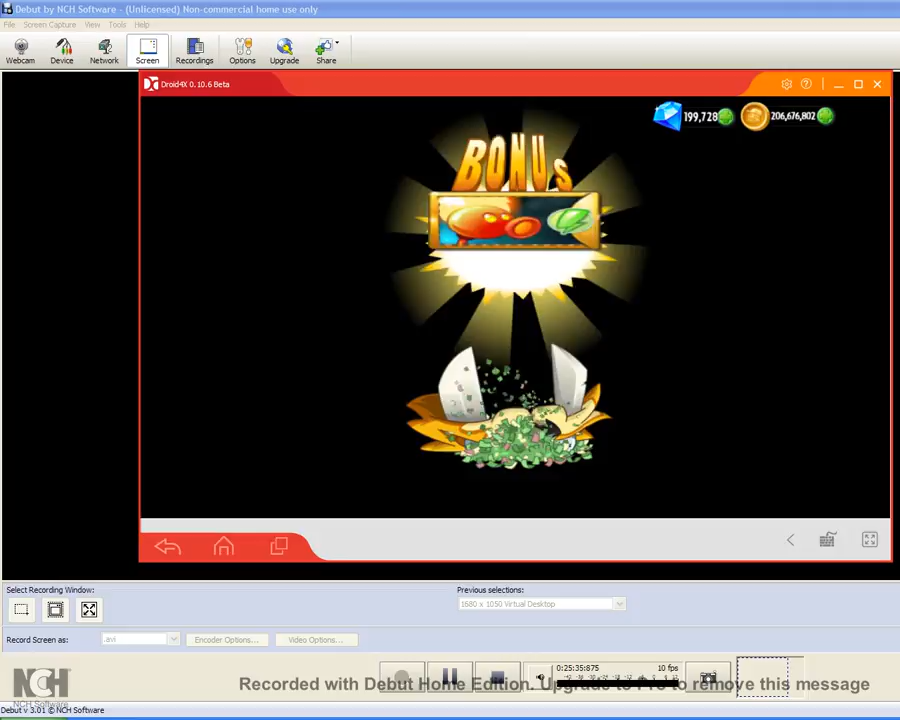 Debut by NCH Software - (Unlicensed) Non-commercial home use only
File Screen Capture View Tools Help
Webcam Device Network Screen Recordings Options Upgrade Share
Droid4X 0.10.6 Beta
199,728 206,676,802
BONUS
Select Recording Window:
Previous selections:
1680 x 1050 Virtual Desktop
Record Screen as: .avi Encoder Options... Video Options...
0:25:35:875 10 fps
Recorded with Debut Home Edition. Upgrade to Pro to remove this message
NCH
NCH Software
Debut v 3.01 © NCH Software